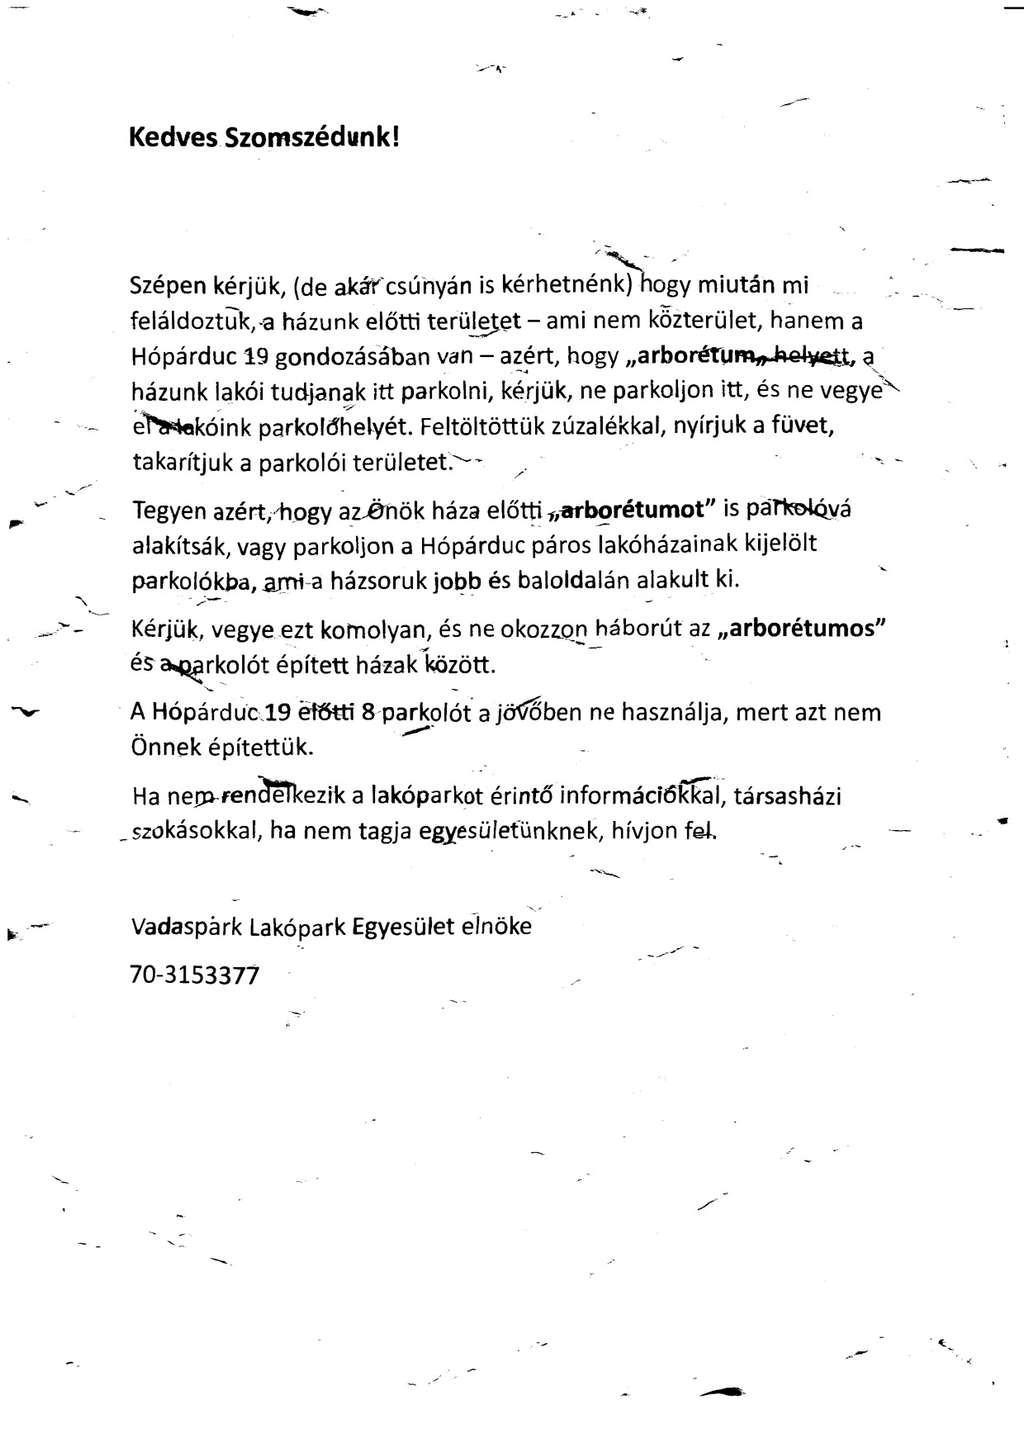 Kedves Szomszédunk!
Szépen kérjük, (de akár csúnyán is kérhetnénk) hogy miután mi
feláldoztuk, a házunk előtti területet – ami nem közterület, hanem a
Hópárduc 19 gondozásában van – azért, hogy „arborétum„ helyett, a
házunk lakói tudjanak itt parkolni, kérjük, ne parkoljon itt, és ne vegye
el a lakóink parkolóhelyét. Feltöltöttük zúzalékkal, nyírjuk a füvet,
takarítjuk a parkolói területet.
Tegyen azért, hogy az Önök háza előtti „arborétumot” is parkolóvá
alakítsák, vagy parkoljon a Hópárduc páros lakóházainak kijelölt
parkolókba, ami a házsoruk jobb és baloldalán alakult ki.
Kérjük, vegye ezt komolyan, és ne okozzon háborút az „arborétumos”
és a parkolót épített házak között.
A Hópárduc 19 előtti 8 parkolót a jövőben ne használja, mert azt nem
Önnek építettük.
Ha nem rendelkezik a lakóparkot érintő információkkal, társasházi
szokásokkal, ha nem tagja egyesületünknek, hívjon fel.
Vadaspark Lakópark Egyesület elnöke
70-3153377